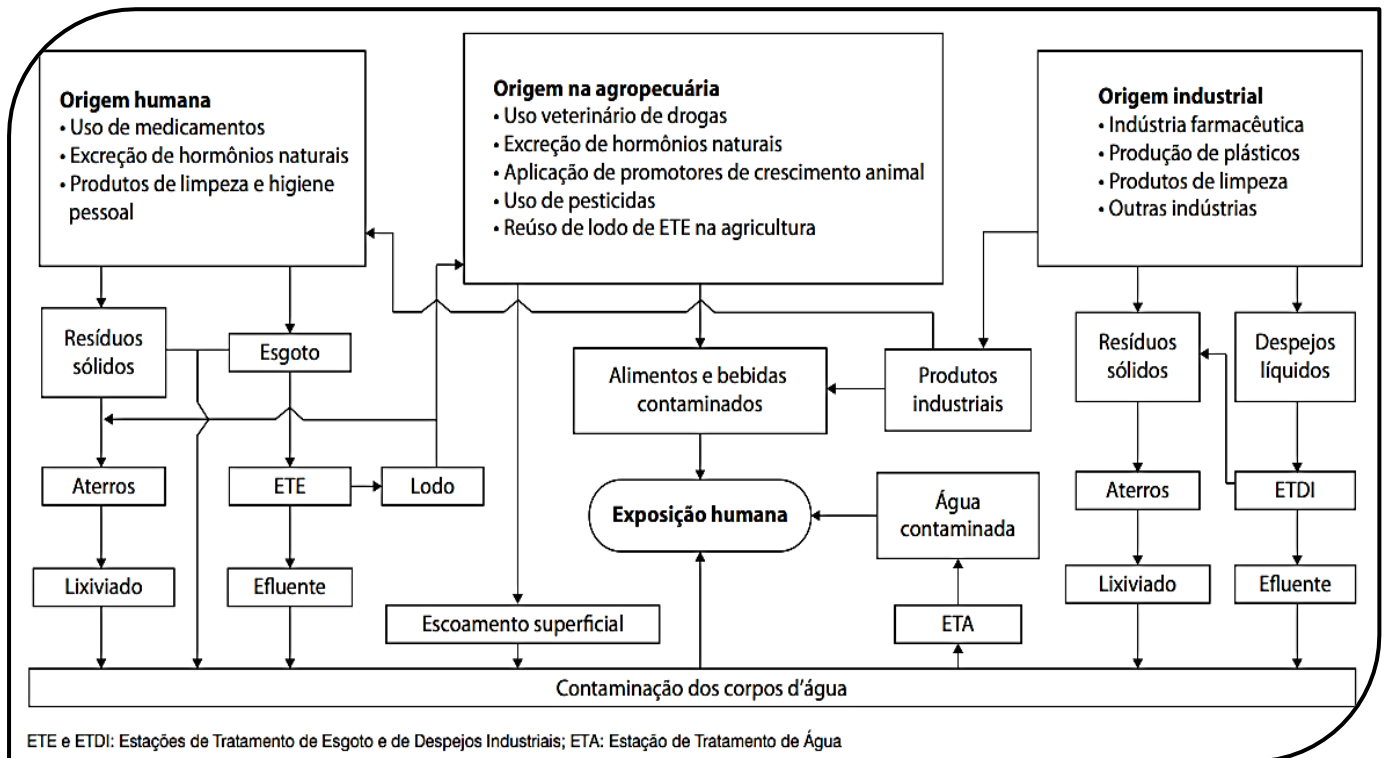 Origem humana
• Uso de medicamentos
• Excreção de hormônios naturais
• Produtos de limpeza e higiene
pessoal
Origem na agropecuária
• Uso veterinário de drogas
• Excreção de hormônios naturais
• Aplicação de promotores de crescimento animal
• Uso de pesticidas
• Reúso de lodo de ETE na agricultura
Origem industrial
• Indústria farmacêutica
• Produção de plásticos
• Produtos de limpeza
• Outras indústrias
Resíduos
sólidos
Esgoto
Alimentos e bebidas
contaminados
Produtos
industriais
Resíduos
sólidos
Despejos
líquidos
Aterros
ETE
Lodo
Exposição humana
Água
contaminada
Aterros
ETDI
Lixiviado
Efluente
Escoamento superficial
ETA
Lixiviado
Efluente
Contaminação dos corpos d'água
ETE e ETDI: Estações de Tratamento de Esgoto e de Despejos Industriais; ETA: Estação de Tratamento de Água